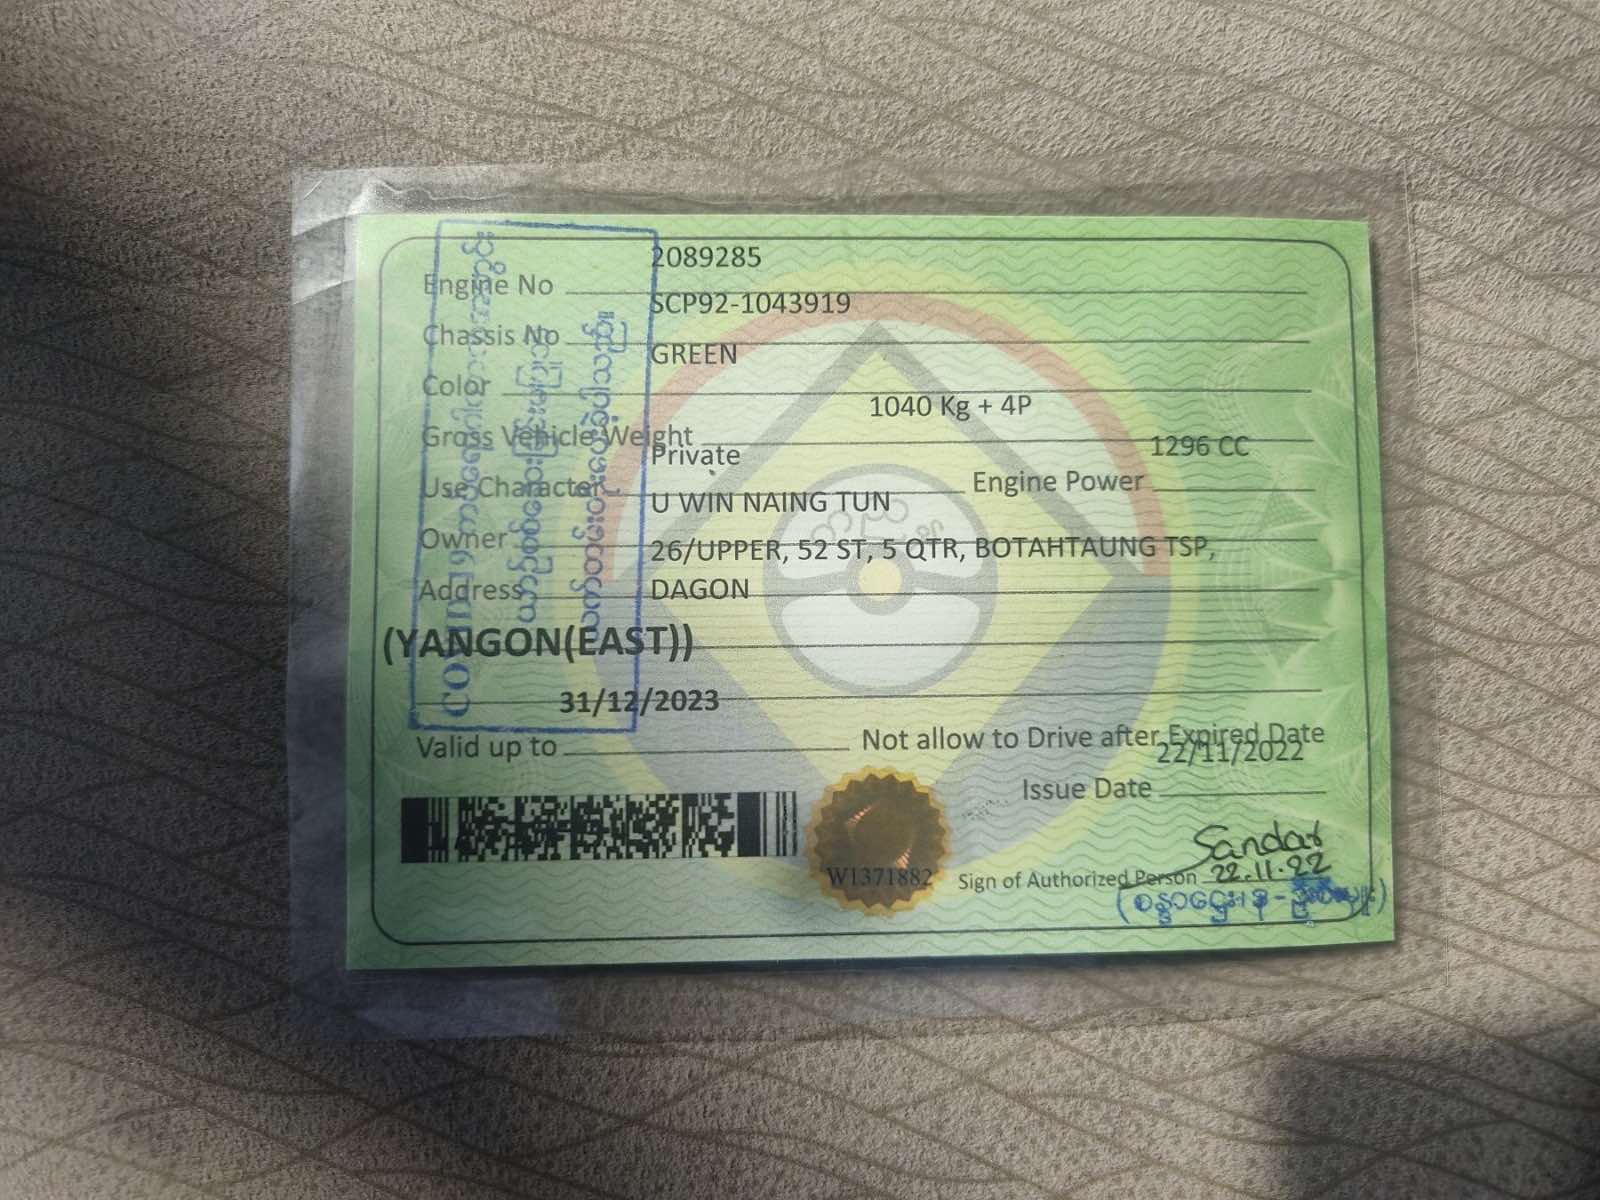 2089285
Engine No
SCP92-1043919
Chassis No
GREEN
Color
1040 Kg + 4P
Gross Vehicle Weight
Private
1296 CC
Use Character
Engine Power
U WIN NAING TUN
Owner
26/UPPER, 52 ST, 5 QTR, BOTAHTAUNG TSP,
Address
DAGON
(YANGON(EAST))
31/12/2023
Valid up to
Not allow to Drive after Expired Date
22/11/2022
Issue Date
Sandar
22.11.22
W1371882
Sign of Authorized Person
COVID 19